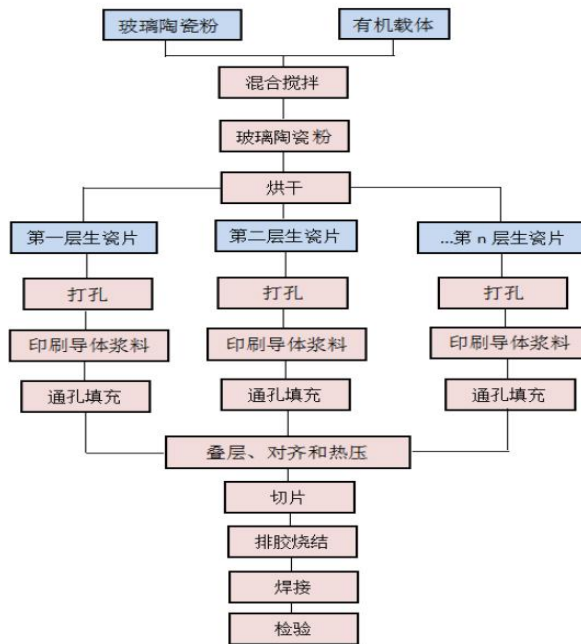 玻璃陶瓷粉
有机载体
混合搅拌
玻璃陶瓷粉
烘干
第一层生瓷片
第二层生瓷片
...第 n 层生瓷片
打孔
打孔
打孔
印刷导体浆料
印刷导体浆料
印刷导体浆料
通孔填充
通孔填充
通孔填充
叠层、对齐和热压
切片
排胶烧结
焊接
检验